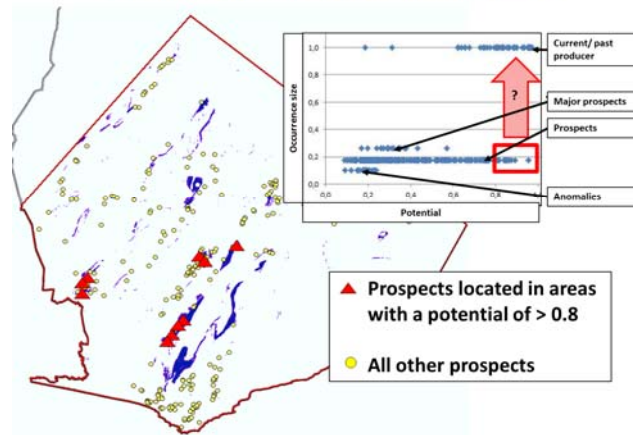 Occurrence size
1,0
0,8
0,6
0,4
0,2
0,0
0,0
0,2
0,4
0,6
0,8
Potential
?
Current/ past
producer
Major prospects
Prospects
Anomalies
Prospects located in areas
with a potential of > 0.8
All other prospects